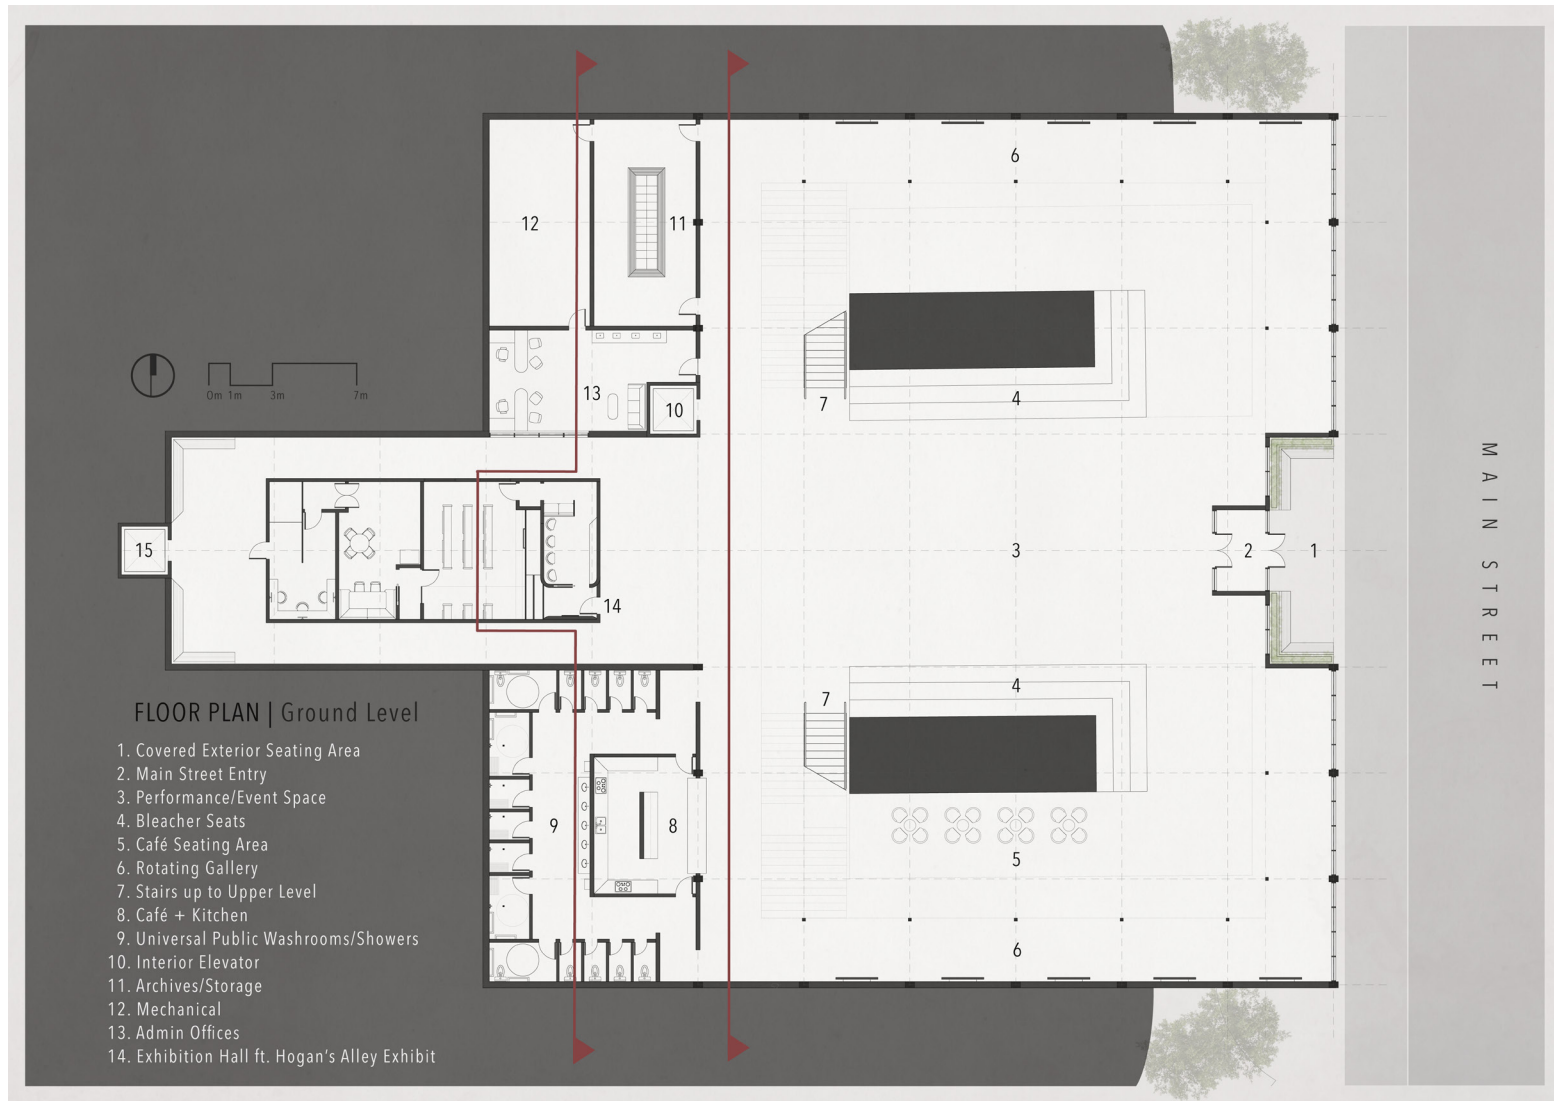 6
12
11
13
10
7
4
15
3
2
1
14
MAIN STREET
7
4
9
8
5
6
0m 1m 3m 7m
FLOOR PLAN | Ground Level
1. Covered Exterior Seating Area
2. Main Street Entry
3. Performance/Event Space
4. Bleacher Seats
5. Café Seating Area
6. Rotating Gallery
7. Stairs up to Upper Level
8. Café + Kitchen
9. Universal Public Washrooms/Showers
10. Interior Elevator
11. Archives/Storage
12. Mechanical
13. Admin Offices
14. Exhibition Hall ft. Hogan's Alley Exhibit